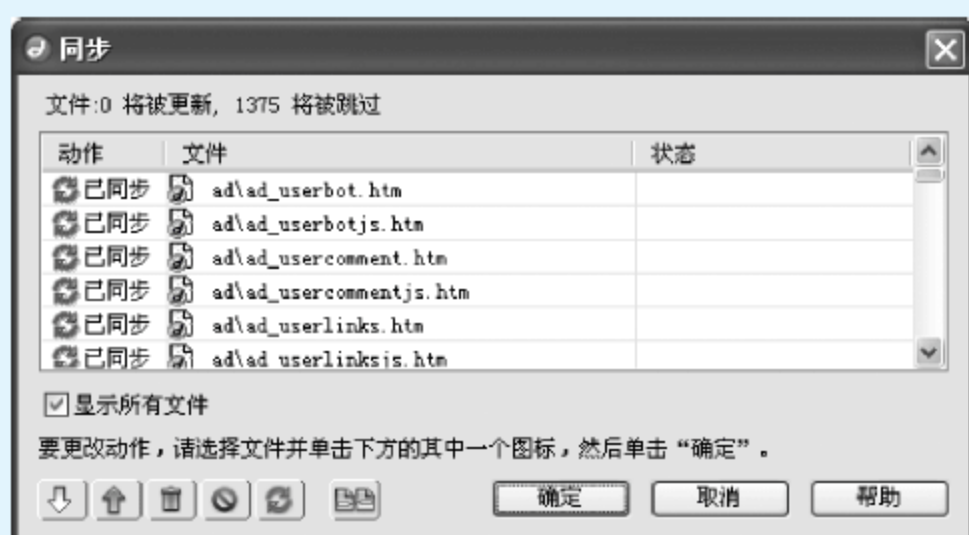 同步
文件:0 将被更新, 1375 将被跳过
动作 文件 状态
已同步 ad\ad_userbot.htm
已同步 ad\ad_userbotjs.htm
已同步 ad\ad_usercomment.htm
已同步 ad\ad_usercommentjs.htm
已同步 ad\ad_userlinks.htm
已同步 ad\ad_userlinksjs.htm
显示所有文件
要更改动作，请选择文件并单击下方的其中一个图标，然后单击“确定”。
确定 取消 帮助